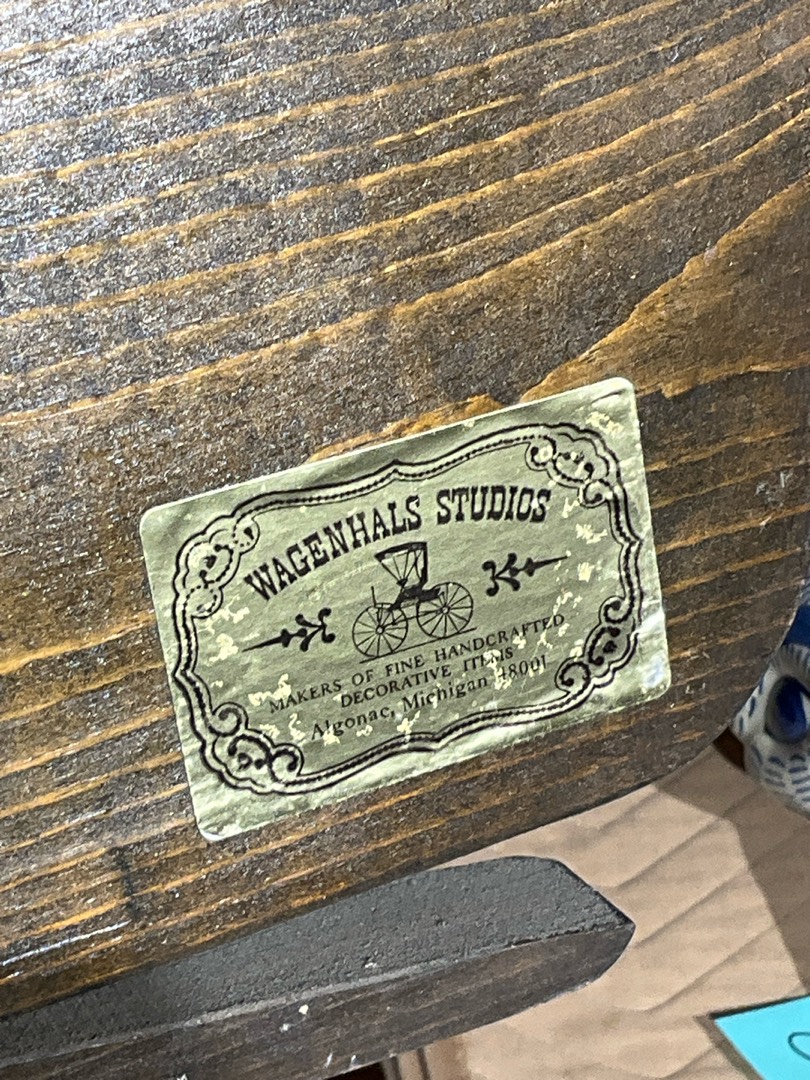 WAGENHALS STUDIOS
MAKERS OF FINE HANDCRAFTED
DECORATIVE ITEMS
Algonac, Michigan 48001